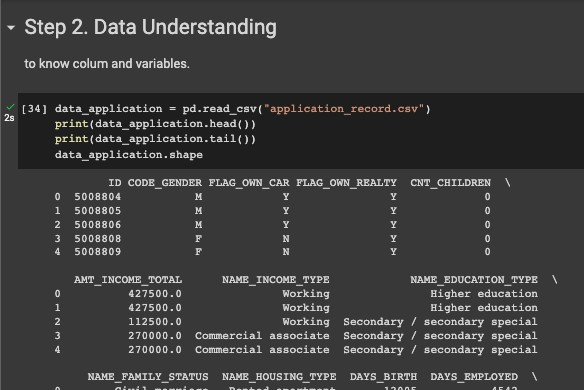 Step 2. Data Understanding
to know colum and variables.
[34] data_application = pd.read_csv("application_record.csv")
2s
print(data_application.head())
print(data_application.tail())
data_application.shape
ID CODE_GENDER FLAG_OWN_CAR FLAG_OWN_REALTY CNT_CHILDREN \
0 5008804 M Y Y 0
1 5008805 M Y Y 0
2 5008806 M Y Y 0
3 5008808 F N Y 0
4 5008809 F N Y 0
AMT_INCOME_TOTAL NAME_INCOME_TYPE NAME_EDUCATION_TYPE \
0 427500.0 Working Higher education
1 427500.0 Working Higher education
2 112500.0 Working Secondary / secondary special
3 270000.0 Commercial associate Secondary / secondary special
4 270000.0 Commercial associate Secondary / secondary special
NAME_FAMILY_STATUS NAME_HOUSING_TYPE DAYS_BIRTH DAYS_EMPLOYED \